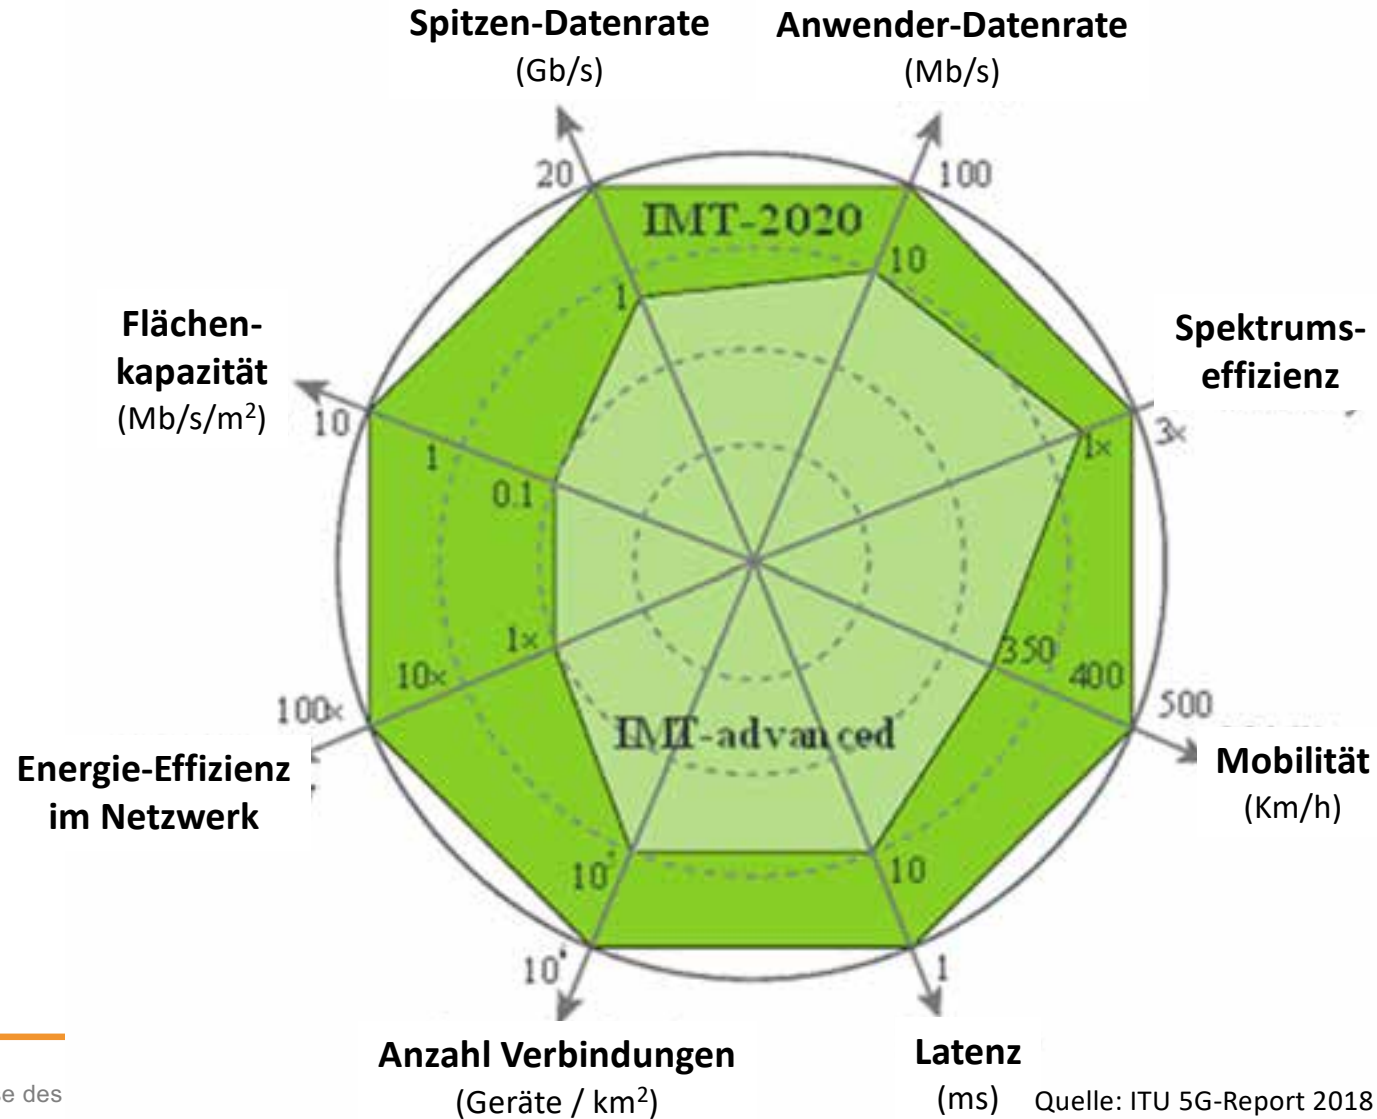 Spitzen-Datenrate
(Gb/s)
Anwender-Datenrate
(Mb/s)
20
100
IMT-2020
10
1
Flächen-
kapazität
(Mb/s/m²)
Spektrums-
effizienz
10
1
0.1
1×
3×
1×
10×
100×
350
400
500
IMT-advanced
Energie-Effizienz
im Netzwerk
Mobilität
(Km/h)
10
10
10
1
Anzahl Verbindungen
(Geräte / km²)
Latenz
(ms)
e des
Quelle: ITU 5G-Report 2018